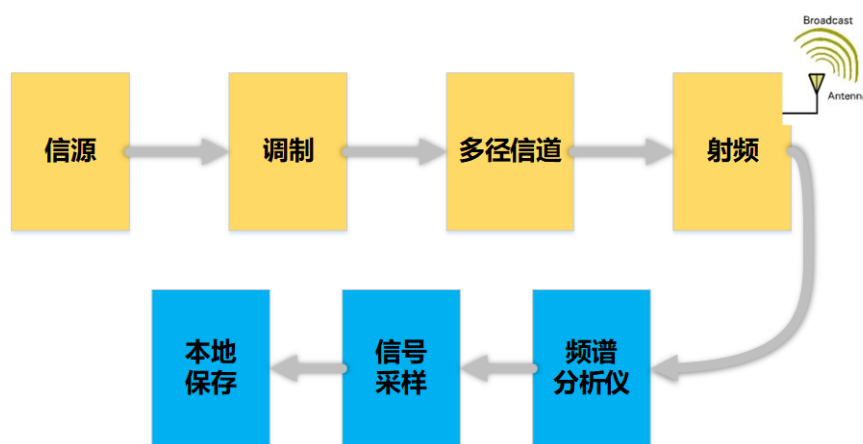 Broadcast
Antenna
信源
调制
多径信道
射频
本地
保存
信号
采样
频谱
分析仪